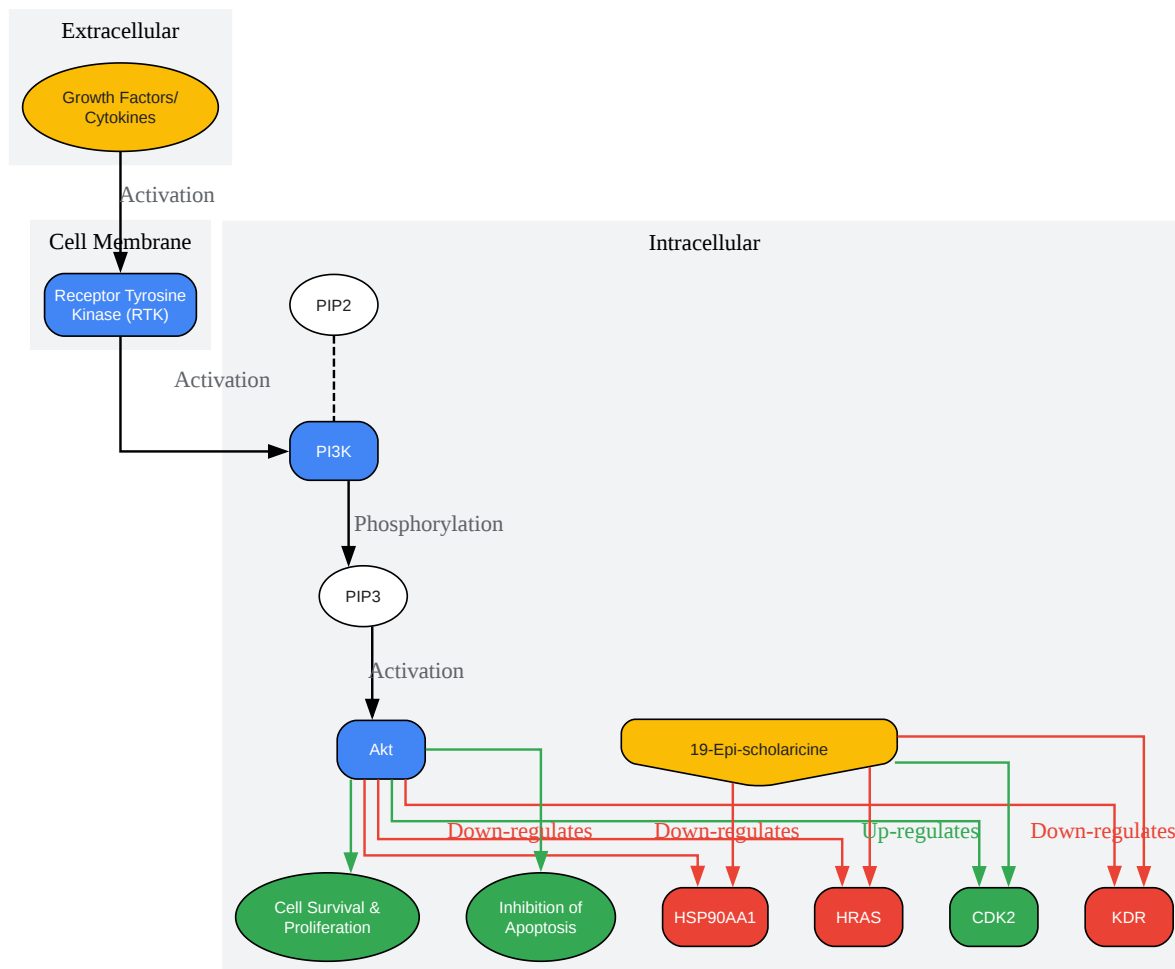 Extracellular
Growth Factors/
Cytokines
Activation
Cell Membrane
Intracellular
Receptor Tyrosine
Kinase (RTK)
PIP2
Activation
PI3K
Phosphorylation
PIP3
Activation
Akt
19-Epi-scholaricine
Down-regulates
Down-regulates
Up-regulates
Down-regulates
Cell Survival &
Proliferation
Inhibition of
Apoptosis
HSP90AA1
HRAS
CDK2
KDR